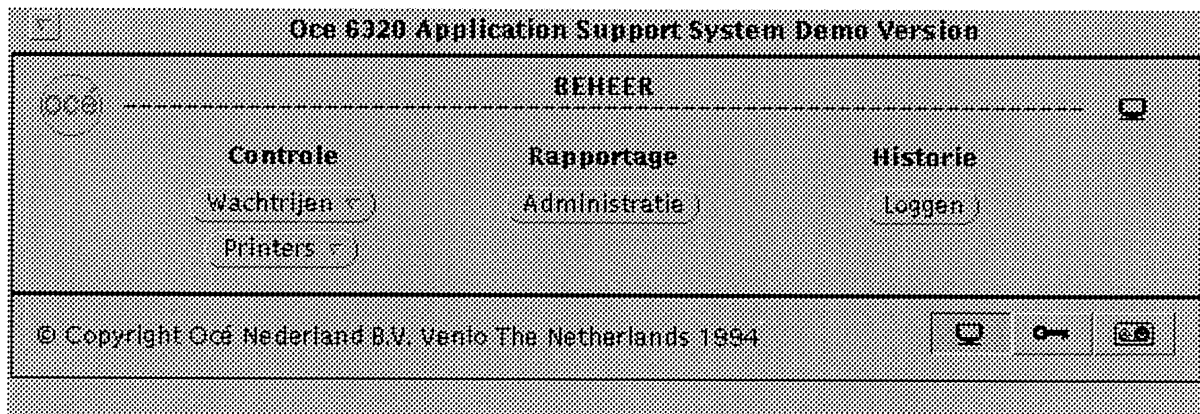 Oce 6320 Application Support System Demo Version
BEHEER
Océ
Controle Rapportage Historie
Wachtrijen Administratie Loggen
Printers
© Copyright Océ Nederland B.V. Venlo The Netherlands 1994